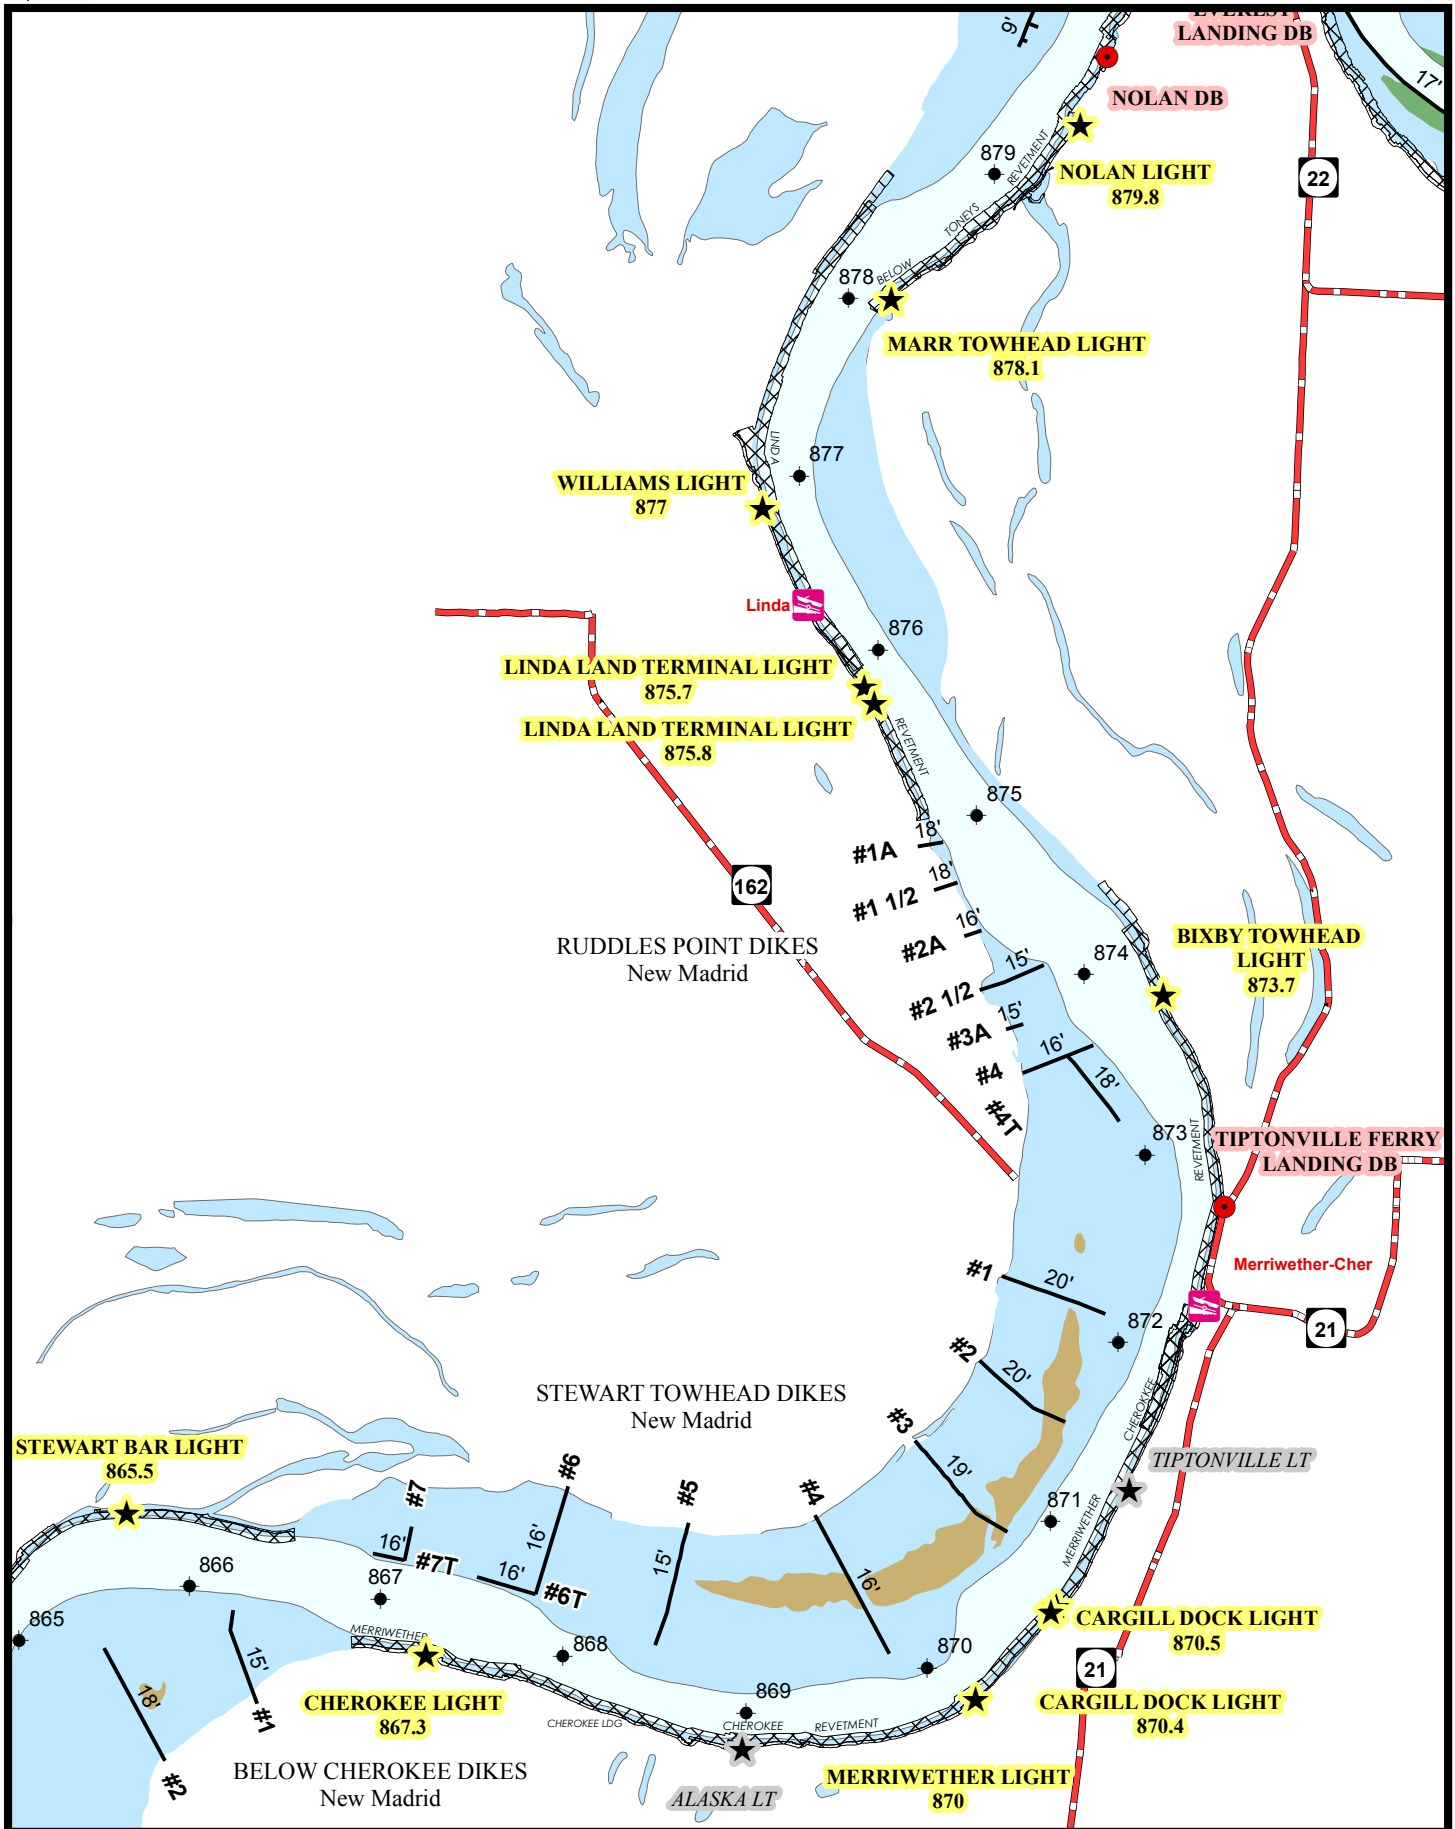 9'
EVEREST
LANDING DB
17'
NOLAN DB
879
REVETMENT
NOLAN LIGHT
879.8
22
TONEYS
BELOW
878
MARR TOWHEAD LIGHT
878.1
LINDA
877
WILLIAMS LIGHT
877
Linda
876
LINDA LAND TERMINAL LIGHT
875.7
LINDA LAND TERMINAL LIGHT
875.8
REVETMENT
875
18'
#1A
18'
#1 1/2
162
16'
#2A
RUDDLES POINT DIKES
New Madrid
BIXBY TOWHEAD
LIGHT
873.7
874
15'
#2 1/2
15'
#3A
16'
#4
18'
#4T
873
REVETMENT
TIPTONVILLE FERRY
LANDING DB
Merriwether-Cher
#1
20'
872
21
#2
20'
STEWART TOWHEAD DIKES
New Madrid
CHEROKKEE
#3
19'
TIPTONVILLE LT
STEWART BAR LIGHT
865.5
#7
#6
#5
#4
871
MERRIWETHER
16'
#7T
16'
16'
#6T
15'
16'
866
867
865
MERRIWETHER
868
870
CARGILL DOCK LIGHT
870.5
15'
18'
#1
#2
CHEROKEE LIGHT
867.3
869
CHEROKEE LDG
CHEROKEE
REVETMENT
21
CARGILL DOCK LIGHT
870.4
BELOW CHEROKEE DIKES
New Madrid
ALASKA LT
MERRIWETHER LIGHT
870